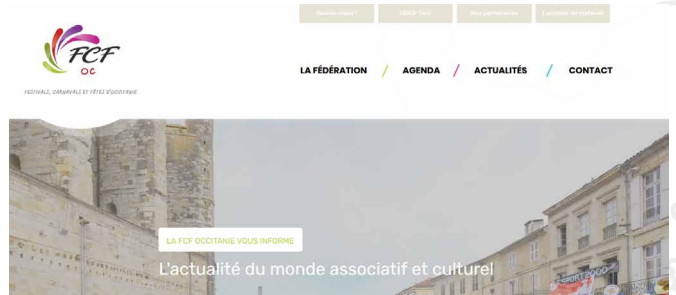 FCF
OC
FESTIVALS, CARNAVALS ET FÊTES D'OCCITANIE
LA FÉDÉRATION / AGENDA / ACTUALITÉS / CONTACT
LA FCF OCCITANIE VOUS INFORME
L'actualité du monde associatif et culturel
SPORT2000